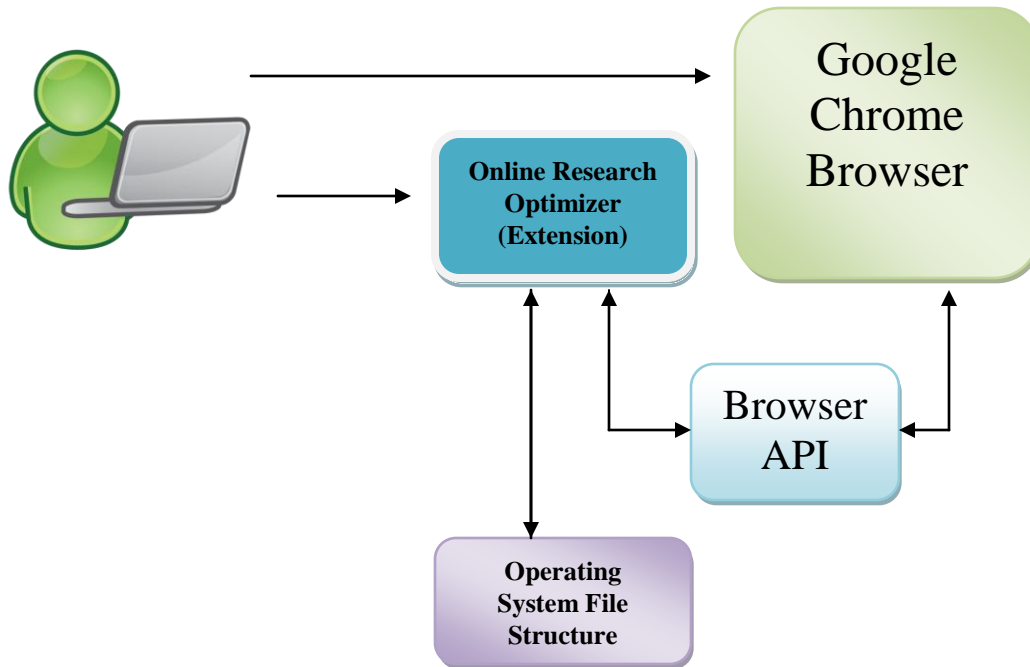 Google
Chrome
Browser
Online Research
Optimizer
(Extension)
Browser
API
Operating
System File
Structure